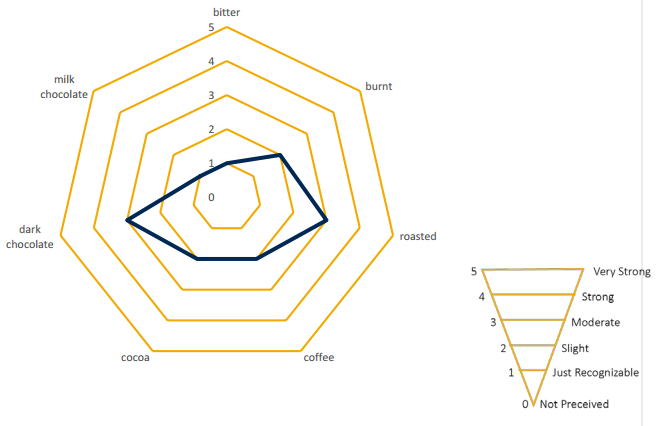 bitter
5
4
3
2
1
0
burnt
roasted
coffee
cocoa
dark
chocolate
milk
chocolate
5 Very Strong
4 Strong
3 Moderate
2 Slight
1 Just Recognizable
0 Not Preceived